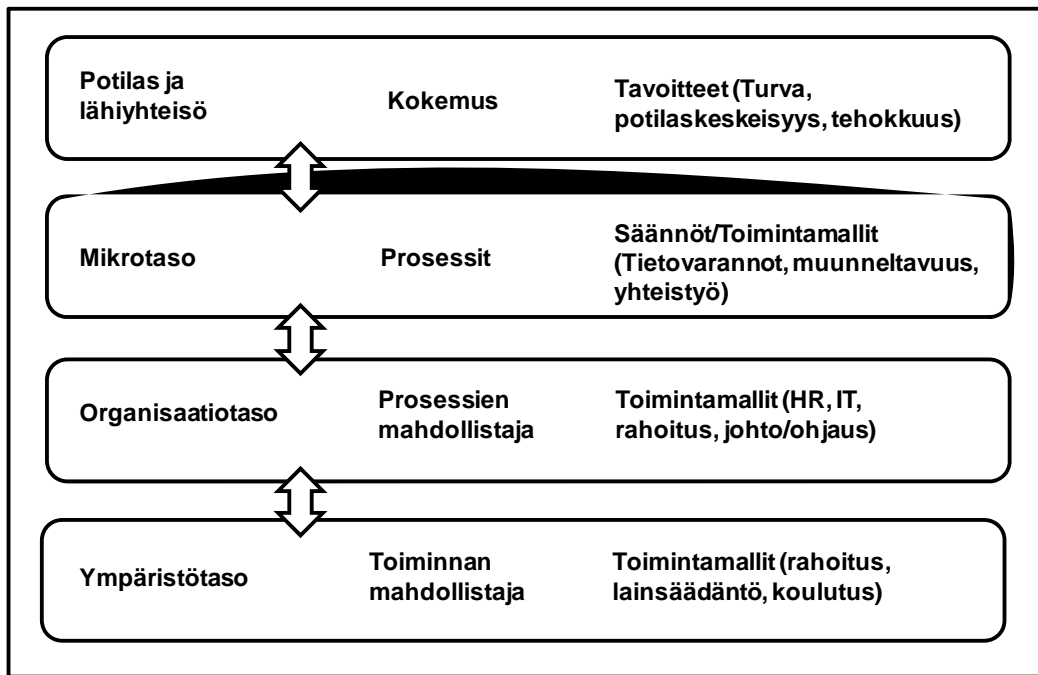 Potilas ja
lähiyhteisö
Kokemus
Tavoitteet (Turva,
potilaskeskeisyys, tehokkuus)
Mikrotaso
Prosessit
Säännöt/Toimintamallit
(Tietovarannot, muunneltavuus,
yhteistyö)
Organisaatiotaso
Prosessien
mahdollistaja
Toimintamallit (HR, IT,
rahoitus, johto/ohjaus)
Ympäristötaso
Toiminnan
mahdollistaja
Toimintamallit (rahoitus,
lainsäädäntö, koulutus)